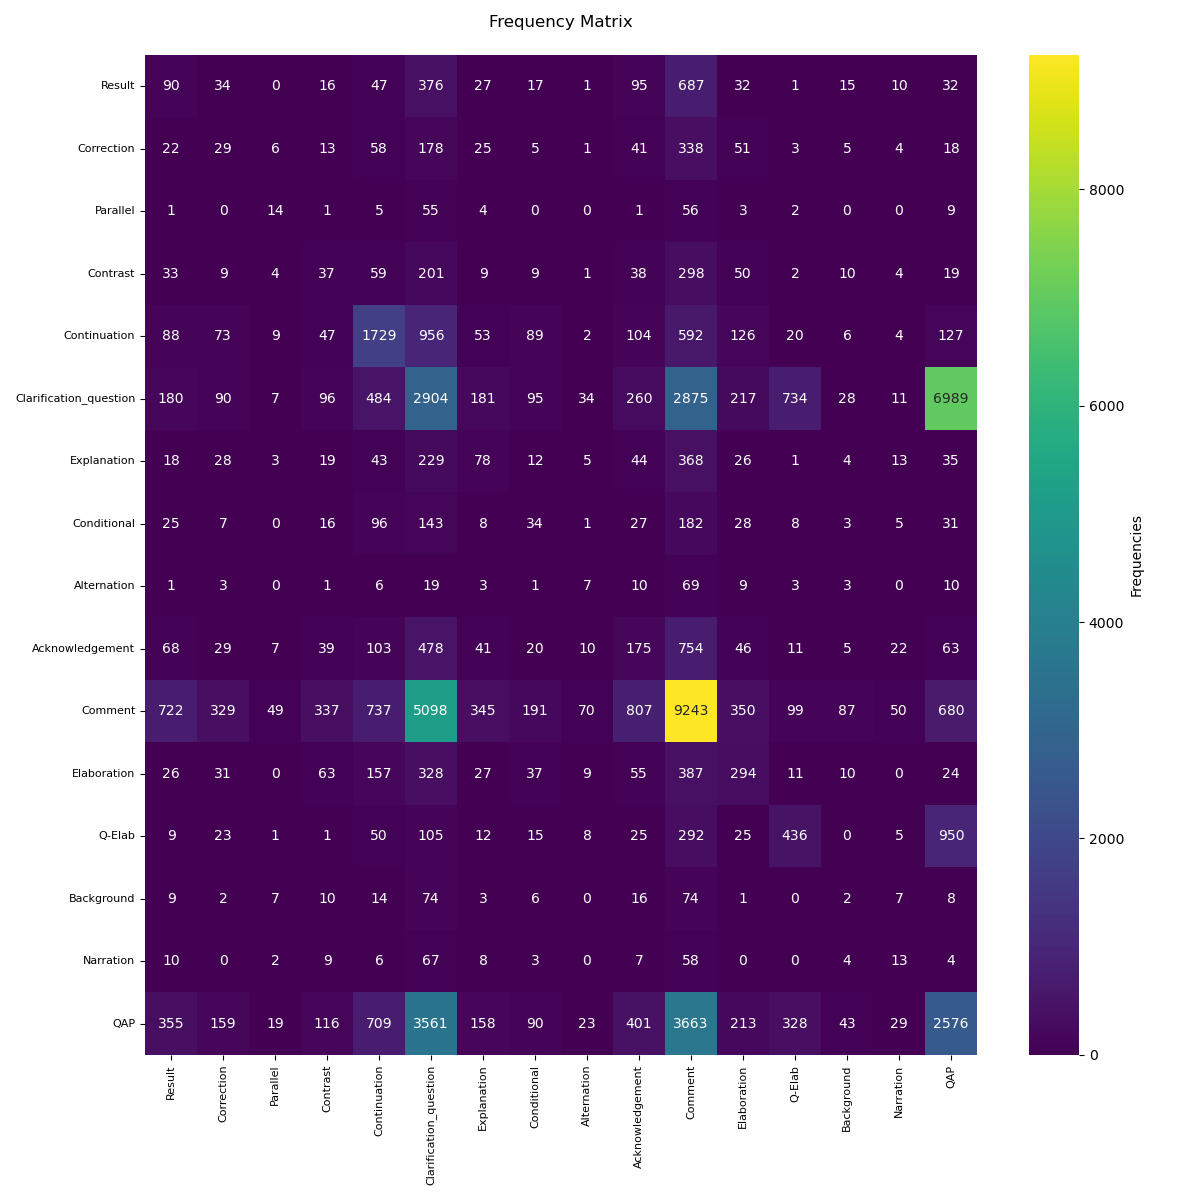 Frequency Matrix
Result 90 34 0 16 47 376 27 17 1 95 687 32 1 15 10 32
Correction 22 29 6 13 58 178 25 5 1 41 338 51 3 5 4 18
Parallel 1 0 14 1 5 55 4 0 0 1 56 3 2 0 0 9
Contrast 33 9 4 37 59 201 9 9 1 38 298 50 2 10 4 19
Continuation 88 73 9 47 1729 956 53 89 2 104 592 126 20 6 4 127
Clarification_question 180 90 7 96 484 2904 181 95 34 260 2875 217 734 28 11 6989
Explanation 18 28 3 19 43 229 78 12 5 44 368 26 1 4 13 35
Conditional 25 7 0 16 96 143 8 34 1 27 182 28 8 3 5 31
Alternation 1 3 0 1 6 19 3 1 7 10 69 9 3 3 0 10
Acknowledgement 68 29 7 39 103 478 41 20 10 175 754 46 11 5 22 63
Comment 722 329 49 337 737 5098 345 191 70 807 9243 350 99 87 50 680
Elaboration 26 31 0 63 157 328 27 37 9 55 387 294 11 10 0 24
Q-Elab 9 23 1 1 50 105 12 15 8 25 292 25 436 0 5 950
Background 9 2 7 10 14 74 3 6 0 16 74 1 0 2 7 8
Narration 10 0 2 9 6 67 8 3 0 7 58 0 0 4 13 4
QAP 355 159 19 116 709 3561 158 90 23 401 3663 213 328 43 29 2576
Result Correction Parallel Contrast Continuation Clarification_question Explanation Conditional Alternation Acknowledgement Comment Elaboration Q-Elab Background Narration QAP
8000
6000
4000
2000
0
Frequencies